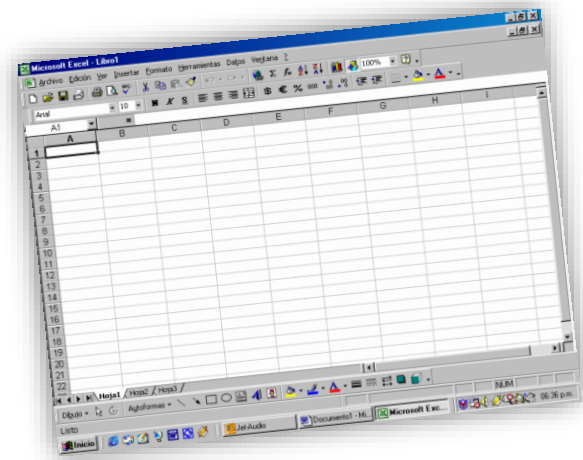 Microsoft Excel - Libro1
Archivo Edición Ver Insertar Formato Herramientas Datos Ventana ?
100%
Arial 10 N K S $ € % 000
A1 =
A B C D E F G H I
1
2
3
4
5
6
7
8
9
10
11
12
13
14
15
16
17
18
19
20
21
22
Hoja1 Hoja2 Hoja3
Dibujo Autoformas
Listo NUM
Inicio Jet-Audio Documento1 - Mi... Microsoft Exc... 06:36 p.m.